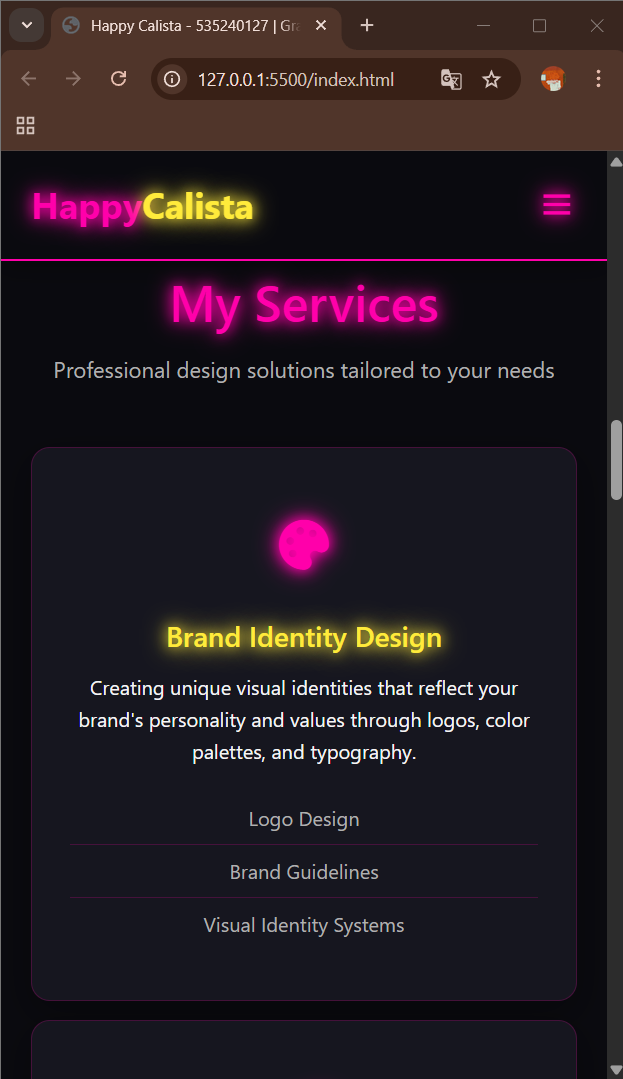 Happy Calista - 535240127 | Gra
127.0.0.1:5500/index.html
HappyCalista
My Services
Professional design solutions tailored to your needs
Brand Identity Design
Creating unique visual identities that reflect your
brand's personality and values through logos, color
palettes, and typography.
Logo Design
Brand Guidelines
Visual Identity Systems